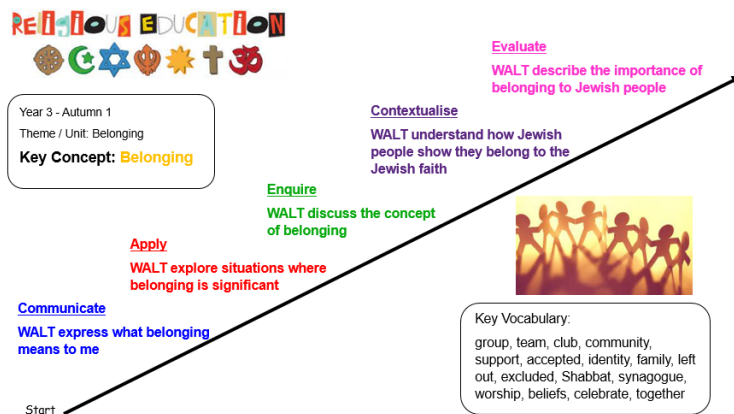 RELIGIOUS EDUCATION
Year 3 - Autumn 1
Theme / Unit: Belonging
Key Concept: Belonging
Evaluate
WALT describe the importance of
belonging to Jewish people
Contextualise
WALT understand how Jewish
people show they belong to the
Jewish faith
Enquire
WALT discuss the concept
of belonging
Apply
WALT explore situations where
belonging is significant
Communicate
WALT express what belonging
means to me
Start
Key Vocabulary:
group, team, club, community,
support, accepted, identity, family, left
out, excluded, Shabbat, synagogue,
worship, beliefs, celebrate, together